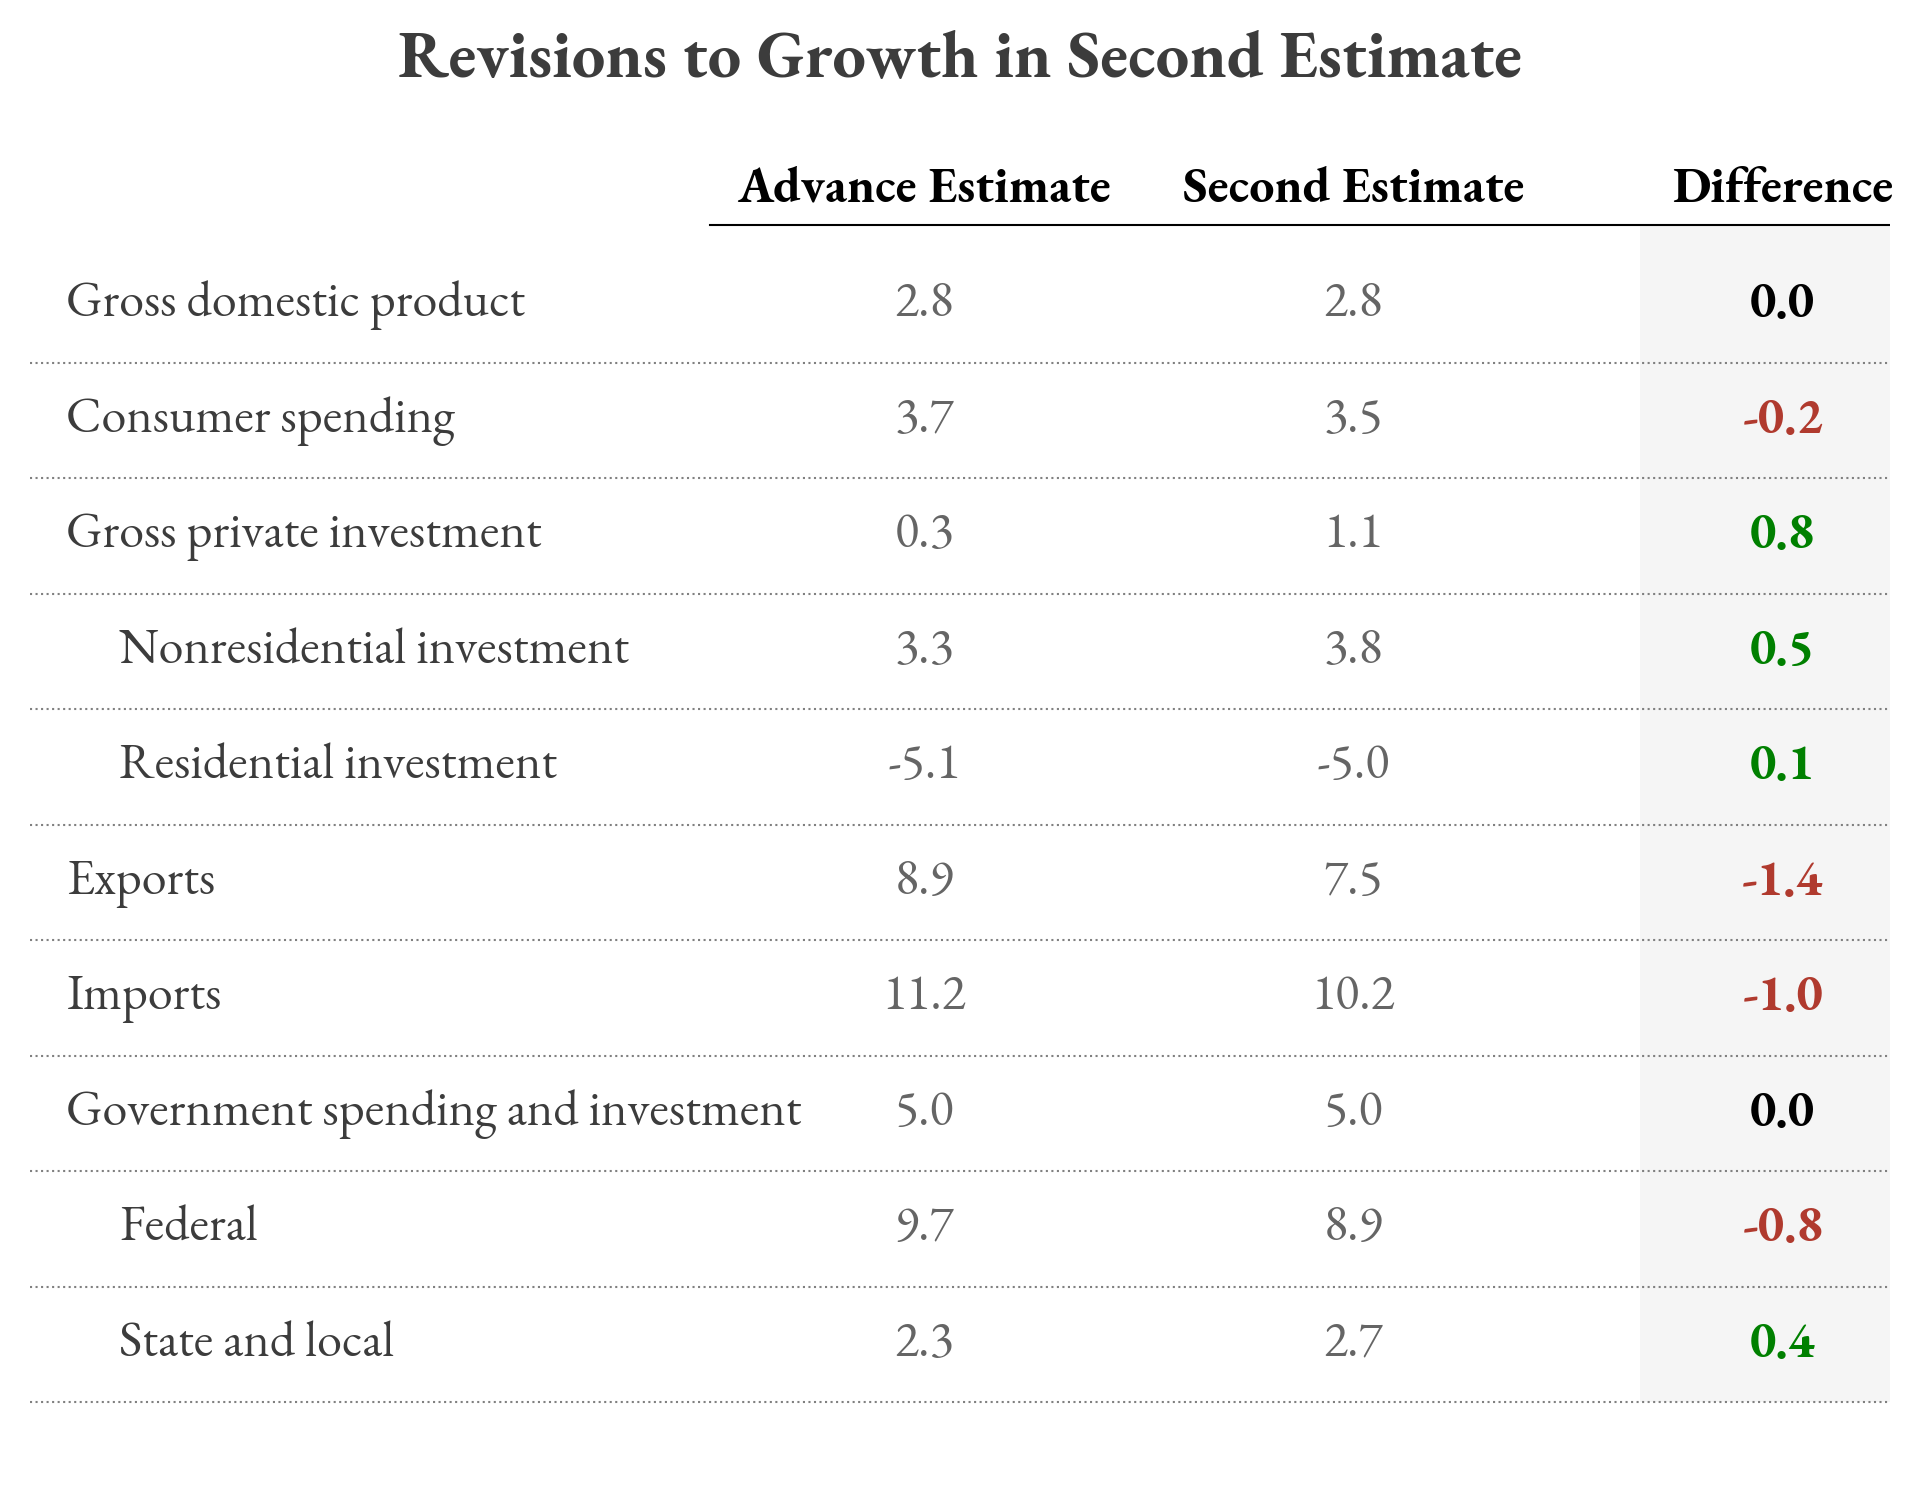 Revisions to Growth in Second Estimate
Advance Estimate Second Estimate Difference
Gross domestic product 2.8 2.8 0.0
Consumer spending 3.7 3.5 -0.2
Gross private investment 0.3 1.1 0.8
Nonresidential investment 3.3 3.8 0.5
Residential investment -5.1 -5.0 0.1
Exports 8.9 7.5 -1.4
Imports 11.2 10.2 -1.0
Government spending and investment 5.0 5.0 0.0
Federal 9.7 8.9 -0.8
State and local 2.3 2.7 0.4